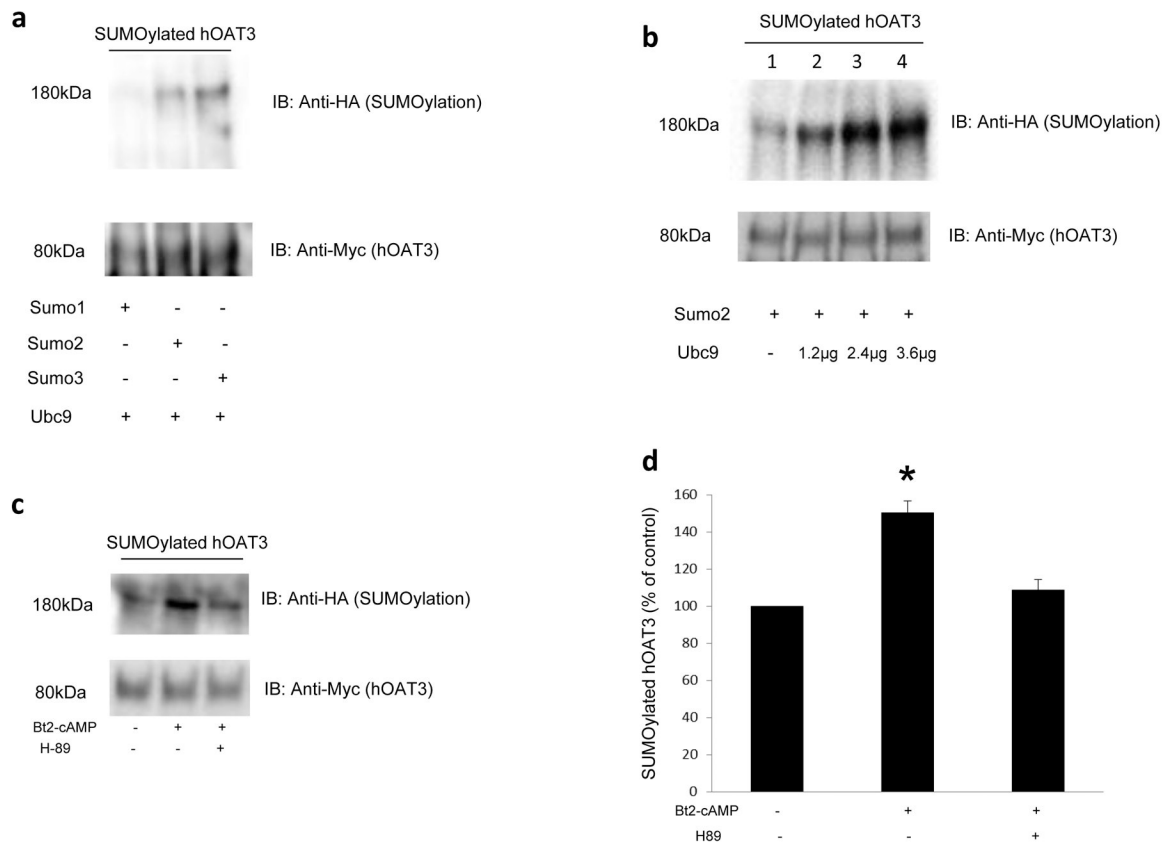 a
SUMOylated hOAT3
180kDa
IB: Anti-HA (SUMOylation)
80kDa
IB: Anti-Myc (hOAT3)
Sumo1 + - -
Sumo2 - + -
Sumo3 - - +
Ubc9 + + +
b
SUMOylated hOAT3
1 2 3 4
180kDa
IB: Anti-HA (SUMOylation)
80kDa
IB: Anti-Myc (hOAT3)
Sumo2 + + + +
Ubc9 - 1.2µg 2.4µg 3.6µg
c
SUMOylated hOAT3
180kDa
IB: Anti-HA (SUMOylation)
80kDa
IB: Anti-Myc (hOAT3)
Bt2-cAMP - + +
H-89 - - +
d
SUMOylated hOAT3 (% of control)
160
140
120
100
80
60
40
20
0
*
Bt2-cAMP - + +
H89 - - +